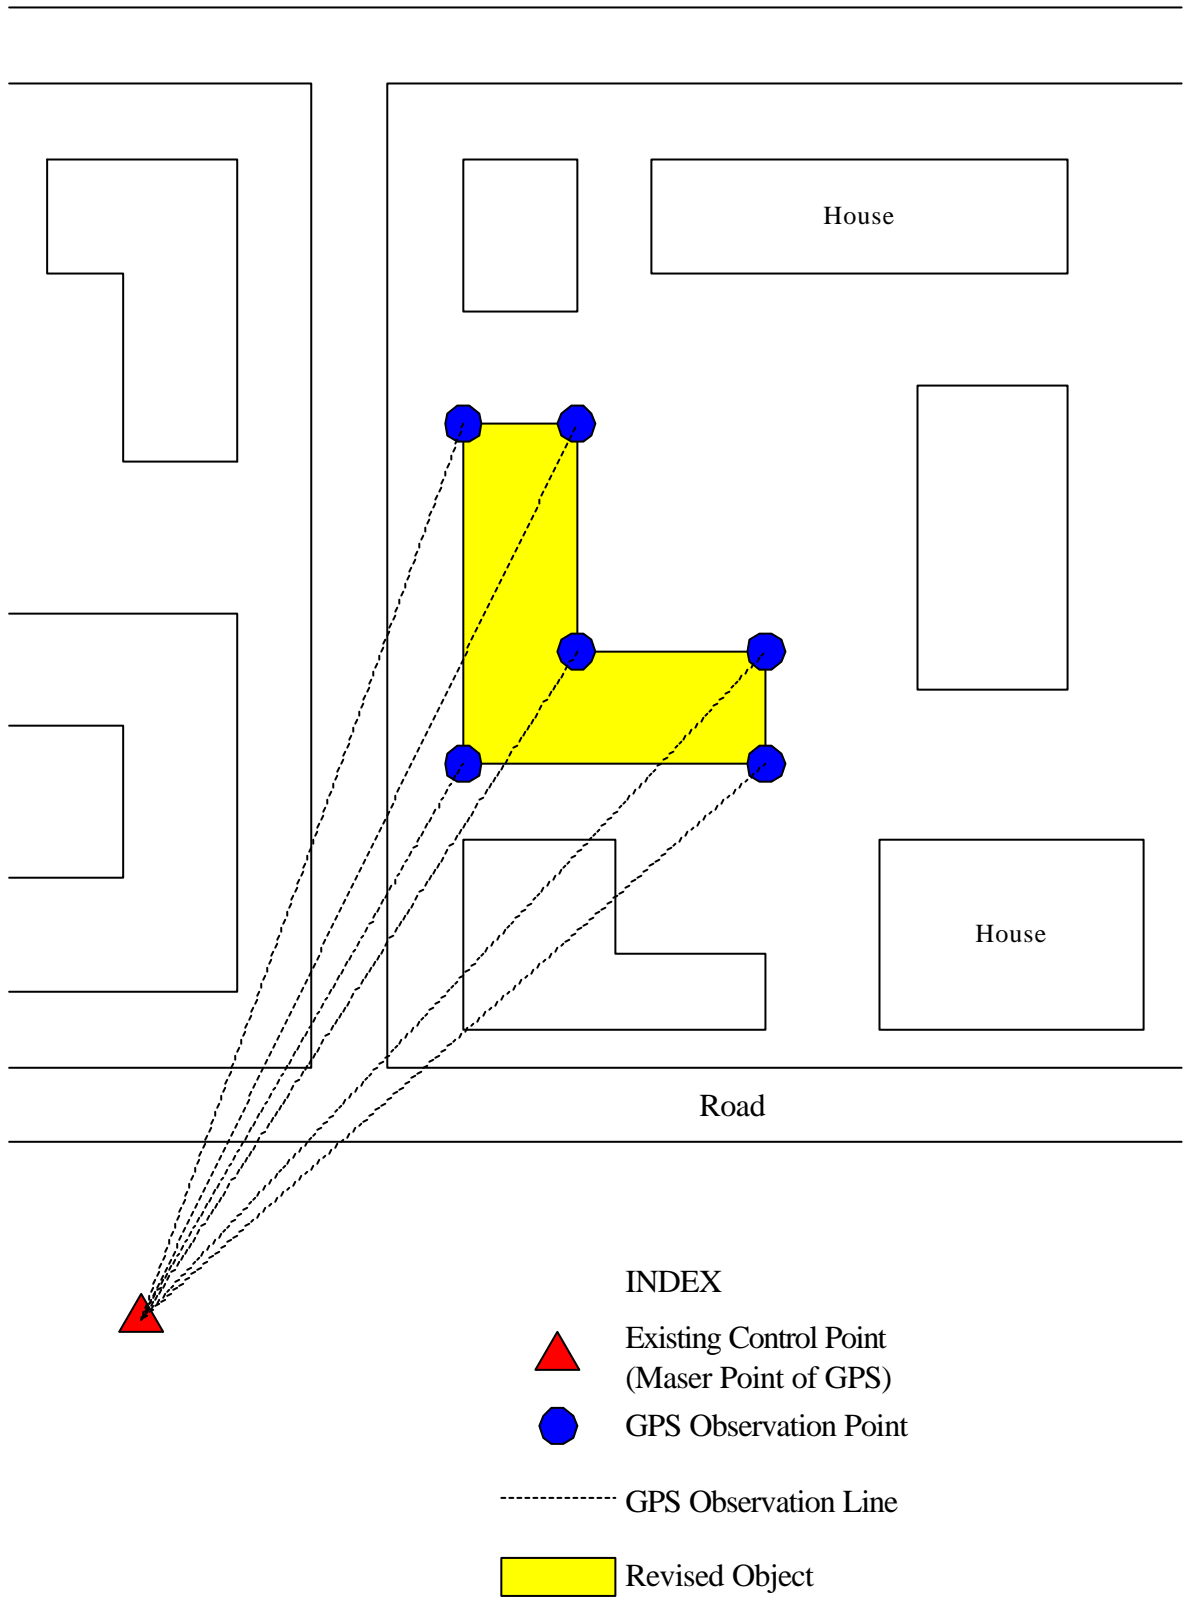 House
House
Road
INDEX
Existing Control Point
(Maser Point of GPS)
GPS Observation Point
GPS Observation Line
Revised Object